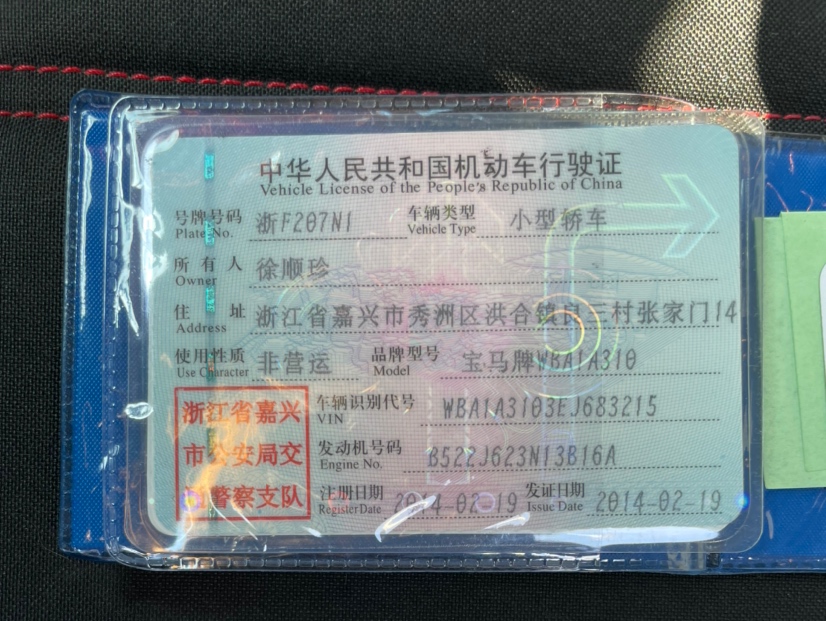 中华人民共和国机动车行驶证
Vehicle License of the People's Republic of China
号牌号码 Plate No. 浙F207N1 车辆类型 Vehicle Type 小型轿车
所有人 Owner 徐顺珍
住址 Address 浙江省嘉兴市秀洲区洪合镇良三村张家门14
使用性质 Use Character 非营运 品牌型号 Model 宝马牌WBA1A310
浙江省嘉兴市公安局交 警察支队
车辆识别代号 VIN WBA1A3103EJ683215
发动机号码 Engine No. B522J623N13B16A
注册日期 Register Date 2014-02-19 发证日期 Issue Date 2014-02-19